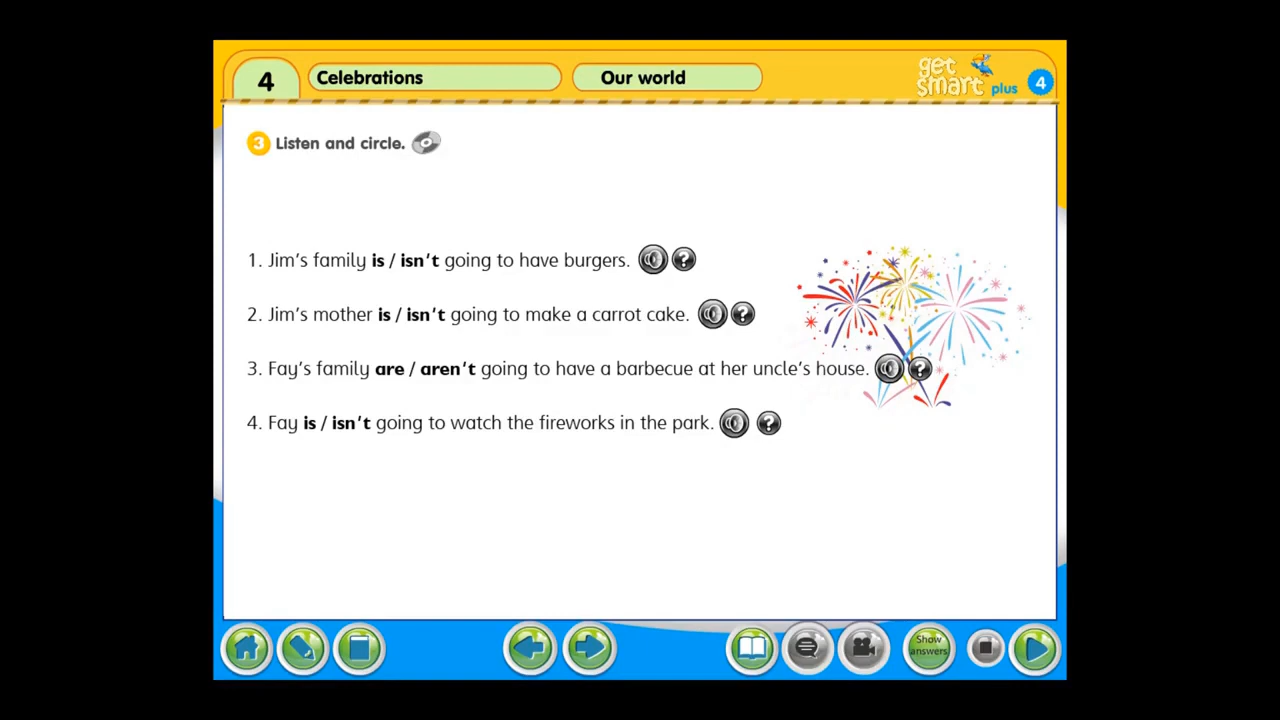 4
Celebrations
Our world
get smart plus 4
3 Listen and circle.
1. Jim's family is / isn't going to have burgers. ?
2. Jim's mother is / isn't going to make a carrot cake. ?
3. Fay's family are / aren't going to have a barbecue at her uncle's house. ?
4. Fay is / isn't going to watch the fireworks in the park. ?
Show
answers